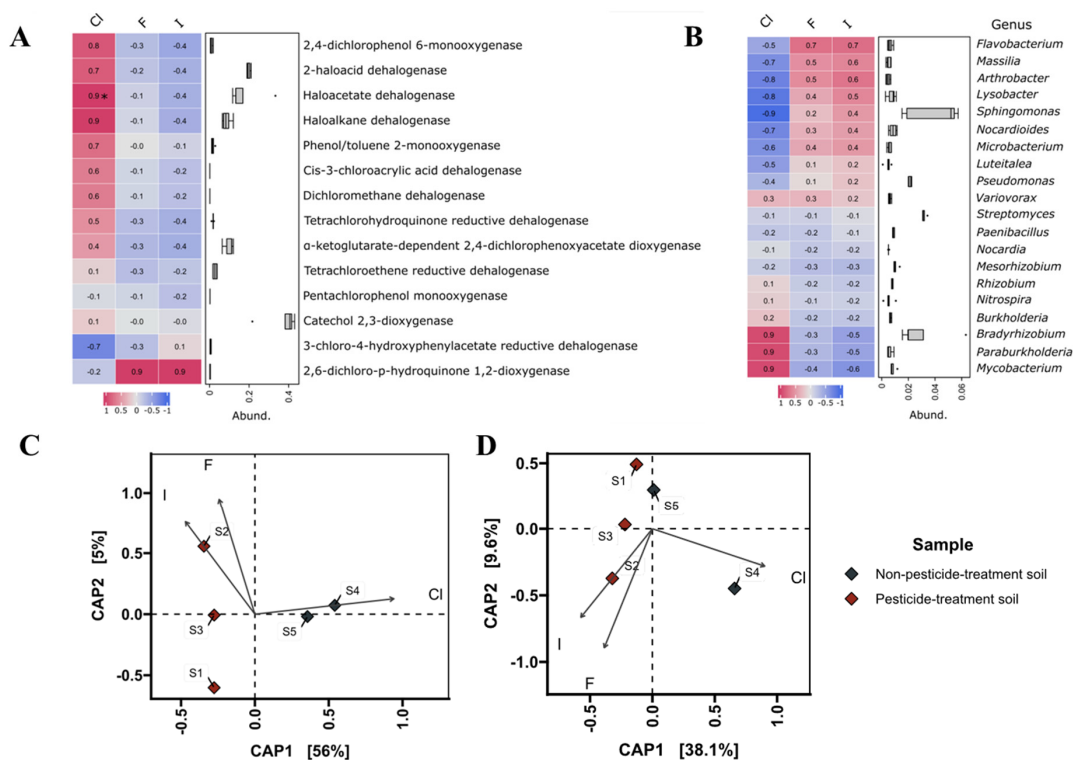 A
Cl F I
0.8 -0.3 -0.4 2,4-dichlorophenol 6-monooxygenase
0.7 -0.2 -0.4 2-haloacid dehalogenase
0.9* -0.1 -0.4 Haloacetate dehalogenase
0.9 -0.1 -0.4 Haloalkane dehalogenase
0.7 -0.0 -0.1 Phenol/toluene 2-monooxygenase
0.6 -0.1 -0.2 Cis-3-chloroacrylic acid dehalogenase
0.6 -0.1 -0.2 Dichloromethane dehalogenase
0.5 -0.3 -0.4 Tetrachlorohydroquinone reductive dehalogenase
0.4 -0.3 -0.4 α-ketoglutarate-dependent 2,4-dichlorophenoxyacetate dioxygenase
0.1 -0.3 -0.2 Tetrachloroethene reductive dehalogenase
-0.1 -0.1 -0.2 Pentachlorophenol monooxygenase
0.1 -0.0 -0.0 Catechol 2,3-dioxygenase
-0.7 -0.3 0.1 3-chloro-4-hydroxyphenylacetate reductive dehalogenase
-0.2 0.9 0.9 2,6-dichloro-p-hydroquinone 1,2-dioxygenase
1 0.5 0 -0.5 -1
0 0.2 0.4
Abund.
B
Cl F I Genus
-0.5 0.7 0.7 Flavobacterium
-0.7 0.5 0.6 Massilia
-0.8 0.5 0.6 Arthrobacter
-0.8 0.4 0.5 Lysobacter
-0.9 0.2 0.4 Sphingomonas
-0.7 0.3 0.4 Nocardioides
-0.6 0.4 0.4 Microbacterium
-0.5 0.1 0.2 Luteitalea
-0.4 0.1 0.2 Pseudomonas
0.3 0.3 0.2 Variovorax
-0.1 -0.1 -0.1 Streptomyces
-0.2 -0.2 -0.1 Paenibacillus
-0.1 -0.2 -0.2 Nocardia
-0.2 -0.3 -0.3 Mesorhizobium
0.1 -0.2 -0.2 Rhizobium
0.1 -0.1 -0.2 Nitrospira
0.2 -0.2 -0.2 Burkholderia
0.9 -0.3 -0.5 Bradyrhizobium
0.9 -0.3 -0.5 Paraburkholderia
0.9 -0.4 -0.6 Mycobacterium
1 0.5 0 -0.5 -1
0 0.02 0.04 0.06
Abund.
C
F
I
S2
S4
S3
S5
S1
1.0
0.5
0.0
-0.5
CAP2 [5%]
-0.5 0.0 0.5 1.0
CAP1 [56%]
D
S1
S5
S3
S2
S4
Cl
I
F
0.5
0.0
-0.5
-1.0
CAP2 [9.6%]
-0.5 0.0 0.5 1.0
CAP1 [38.1%]
Cl
Sample
Non-pesticide-treatment soil
Pesticide-treatment soil